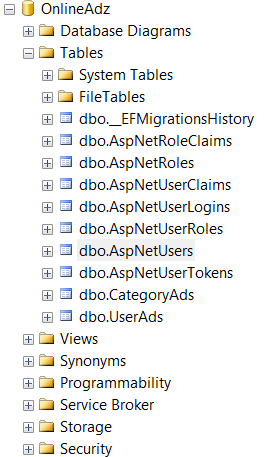 OnlineAdz
Database Diagrams
Tables
System Tables
FileTables
dbo.__EFMigrationsHistory
dbo.AspNetRoleClaims
dbo.AspNetRoles
dbo.AspNetUserClaims
dbo.AspNetUserLogins
dbo.AspNetUserRoles
dbo.AspNetUsers
dbo.AspNetUserTokens
dbo.CategoryAds
dbo.UserAds
Views
Synonyms
Programmability
Service Broker
Storage
Security